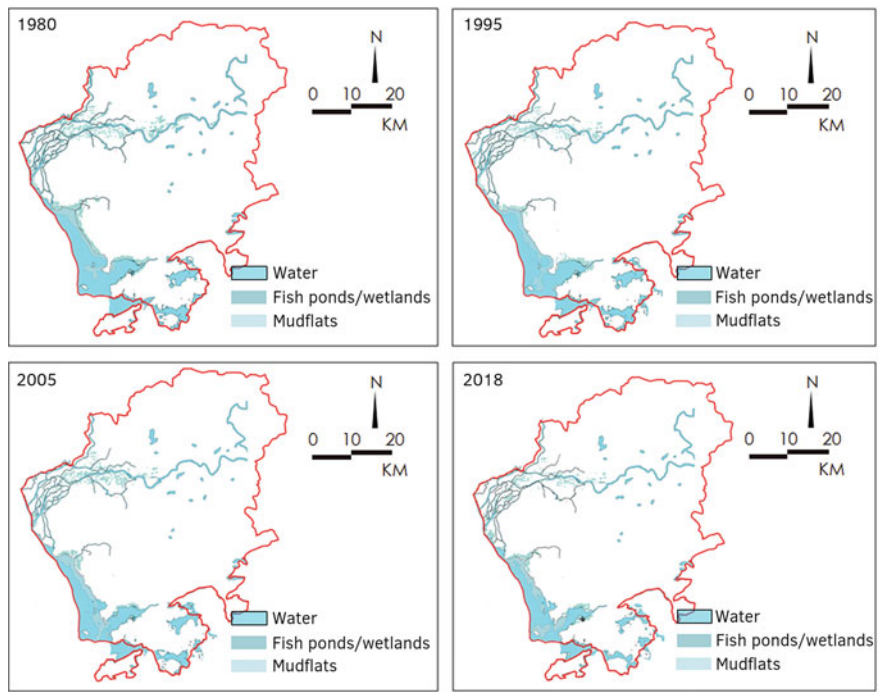 1980
N
0 10 20
KM
Water
Fish ponds/wetlands
Mudflats
1995
N
0 10 20
KM
Water
Fish ponds/wetlands
Mudflats
2005
N
0 10 20
KM
Water
Fish ponds/wetlands
Mudflats
2018
N
0 10 20
KM
Water
Fish ponds/wetlands
Mudflats